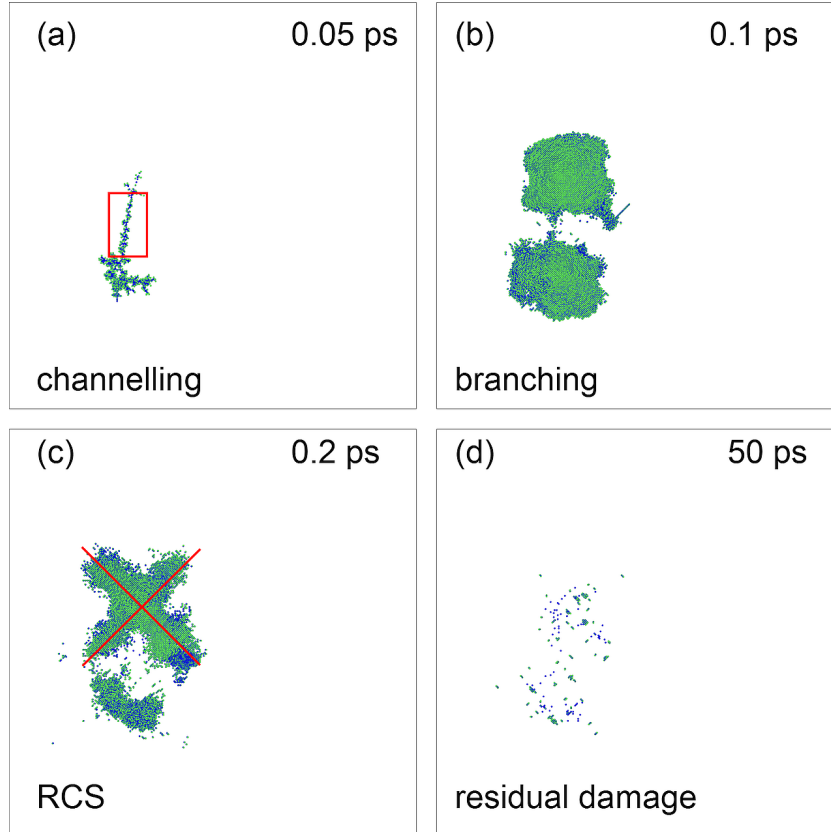 (a) 0.05 ps
channelling
(b) 0.1 ps
branching
(c) 0.2 ps
RCS
(d) 50 ps
residual damage